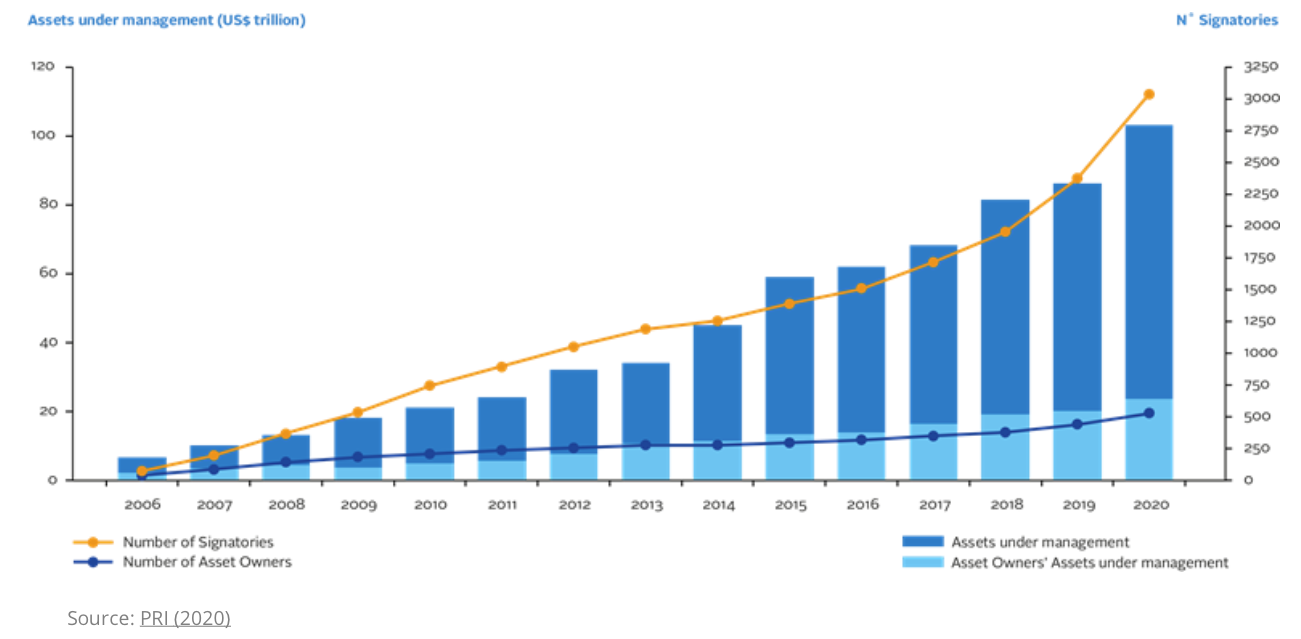 Assets under management (US$ trillion)
N° Signatories
120
100
80
60
40
20
0
3250
3000
2750
2500
2250
2000
1750
1500
1250
1000
750
500
250
0
2006 2007 2008 2009 2010 2011 2012 2013 2014 2015 2016 2017 2018 2019 2020
Number of Signatories
Number of Asset Owners
Assets under management
Asset Owners' Assets under management
Source: PRI (2020)